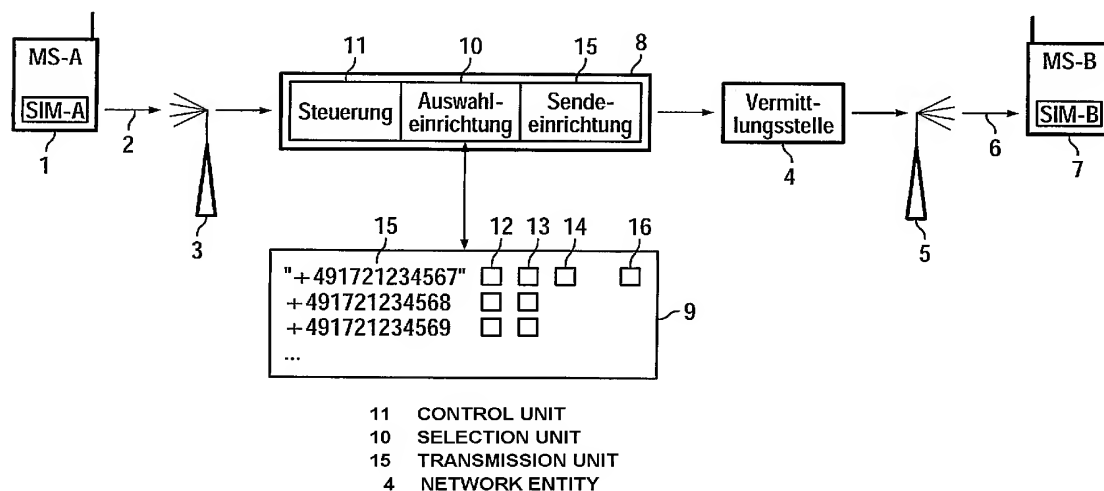 11
10
15
8
MS-A
SIM-A
1
2
3
Steuerung
Auswahl-
einrichtung
Sende-
einrichtung
Vermitt-
lungsstelle
4
5
6
MS-B
SIM-B
7
15
12
13
14
16
"+491721234567"
+491721234568
+491721234569
...
9
11 CONTROL UNIT
10 SELECTION UNIT
15 TRANSMISSION UNIT
4 NETWORK ENTITY